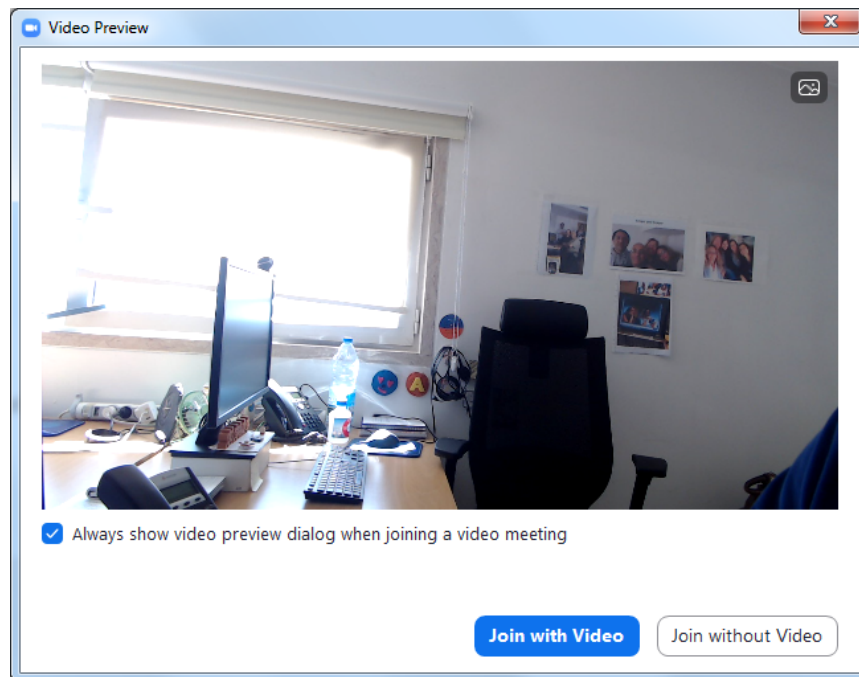 Video Preview
A
Always show video preview dialog when joining a video meeting
Join with Video
Join without Video